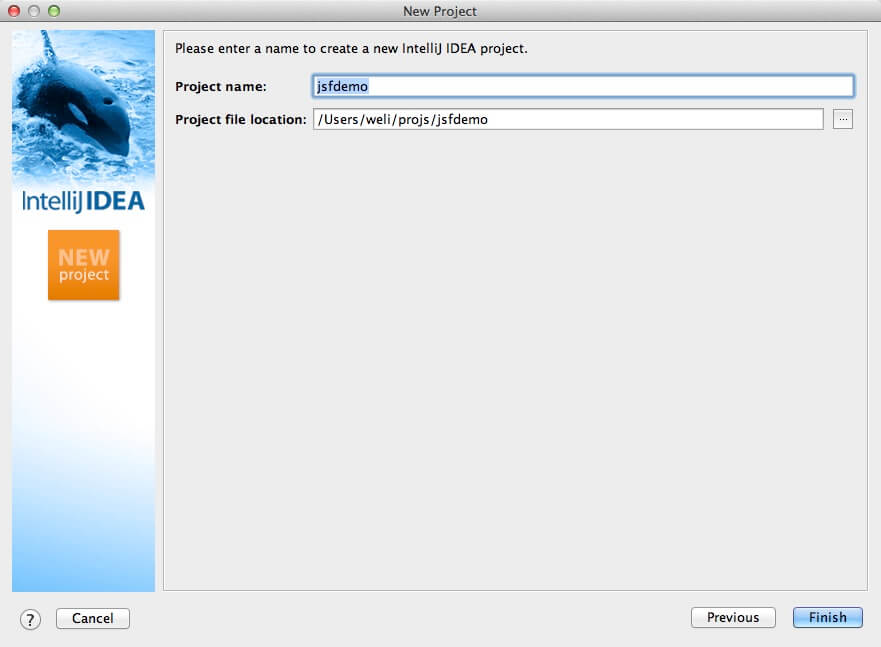 New Project
Please enter a name to create a new IntelliJ IDEA project.
Project name: jsfdemo
Project file location: /Users/weli/projs/jsfdemo ...
IntelliJ IDEA
NEW
project
? Cancel Previous Finish